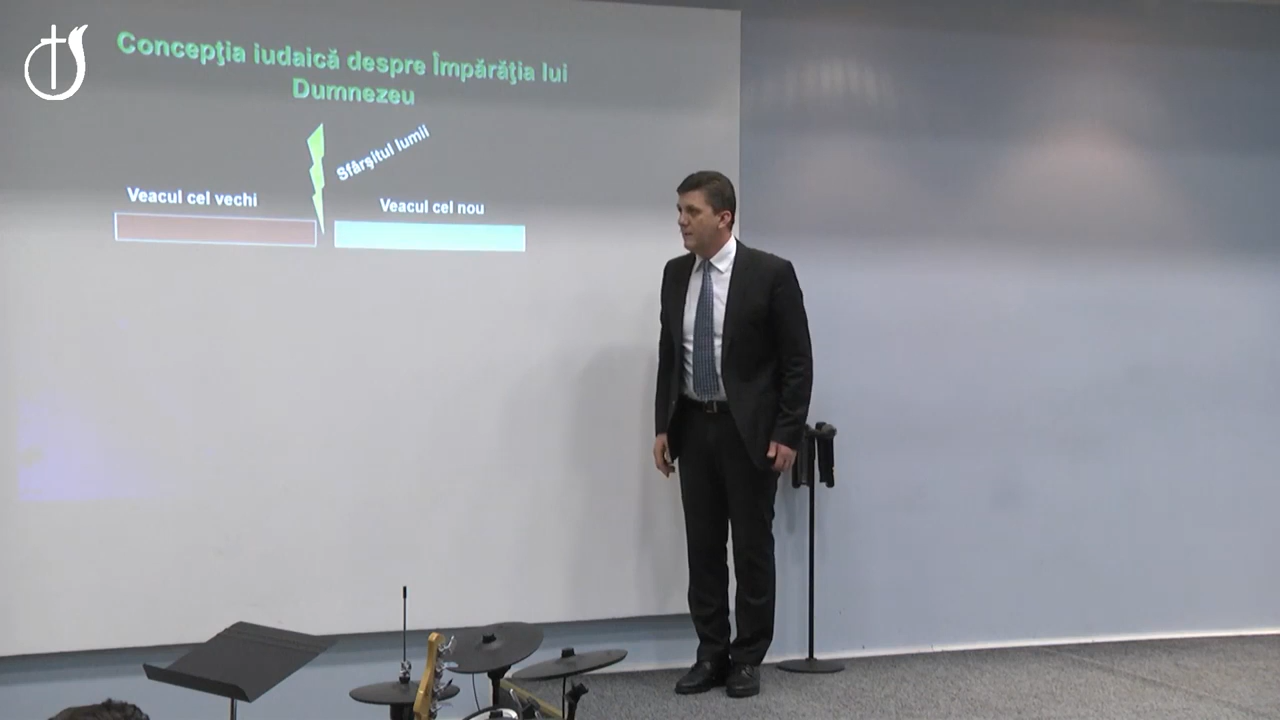 Concepţia iudaică despre Împărăţia lui
Dumnezeu
Sfârşitul lumii
Veacul cel vechi
Veacul cel nou